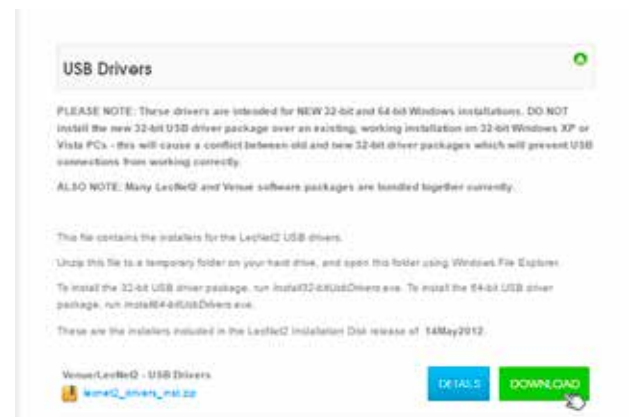 USB Drivers
PLEASE NOTE: These drivers are intended for NEW 32-bit and 64-bit Windows installations. DO NOT
install the new 32-bit USB driver package over an existing, working installation on 32-bit Windows XP or
Vista PCs - this will cause a conflict between old and new 32-bit driver packages which will prevent USB
connections from working correctly.
ALSO NOTE: Many LecNet2 and Venue software packages are bundled together currently.
This file contains the installers for the LecNet2 USB drivers.
Unzip this file to a temporary folder on your hard drive, and open this folder using Windows File Explorer.
To install the 32-bit USB driver package, run Install32-bitUsbDrivers.exe. To install the 64-bit USB driver
package, run Install64-bitUsbDrivers.exe.
These are the installers included in the LecNet2 Installation Disk release of 14May2012.
Venue/LecNet2 - USB Drivers
lecnet2_drivers_inst.zip
DETAILS
DOWNLOAD